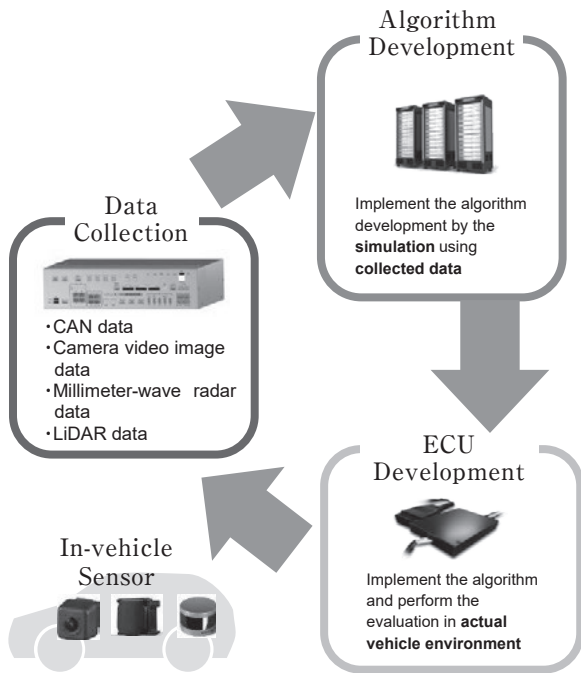 Algorithm
Development
Implement the algorithm
development by the
simulation using
collected data
Data
Collection
・CAN data
・Camera video image
data
・Millimeter-wave radar
data
・LiDAR data
ECU
Development
Implement the algorithm
and perform the
evaluation in actual
vehicle environment
In-vehicle
Sensor